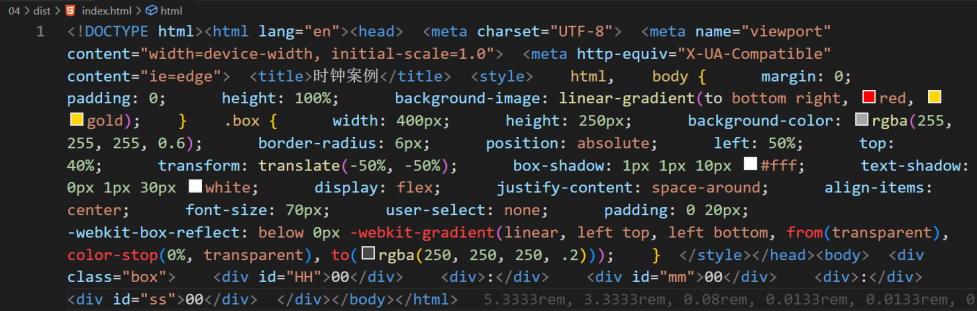 04 > dist > index.html > html
1 <!DOCTYPE html><html lang="en"><head>  <meta charset="UTF-8">  <meta name="viewport"
content="width=device-width, initial-scale=1.0">  <meta http-equiv="X-UA-Compatible"
content="ie=edge">  <title>时钟案例</title>  <style>    html,    body {      margin: 0;
padding: 0;      height: 100%;      background-image: linear-gradient(to bottom right, red,
gold);    }    .box {      width: 400px;      height: 250px;      background-color: rgba(255,
255, 255, 0.6);      border-radius: 6px;      position: absolute;      left: 50%;      top:
40%;      transform: translate(-50%, -50%);      box-shadow: 1px 1px 10px #fff;      text-shadow:
0px 1px 30px white;      display: flex;      justify-content: space-around;      align-items:
center;      font-size: 70px;      user-select: none;      padding: 0 20px;
-webkit-box-reflect: below 0px -webkit-gradient(linear, left top, left bottom, from(transparent),
color-stop(0%, transparent), to(rgba(250, 250, 250, .2)));    }  </style></head><body>  <div
class="box">    <div id="HH">00</div>    <div>:</div>    <div id="mm">00</div>    <div>:</div>
<div id="ss">00</div>  </div></body></html>    5.3333rem, 3.3333rem, 0.08rem, 0.0133rem, 0.0133rem, 0